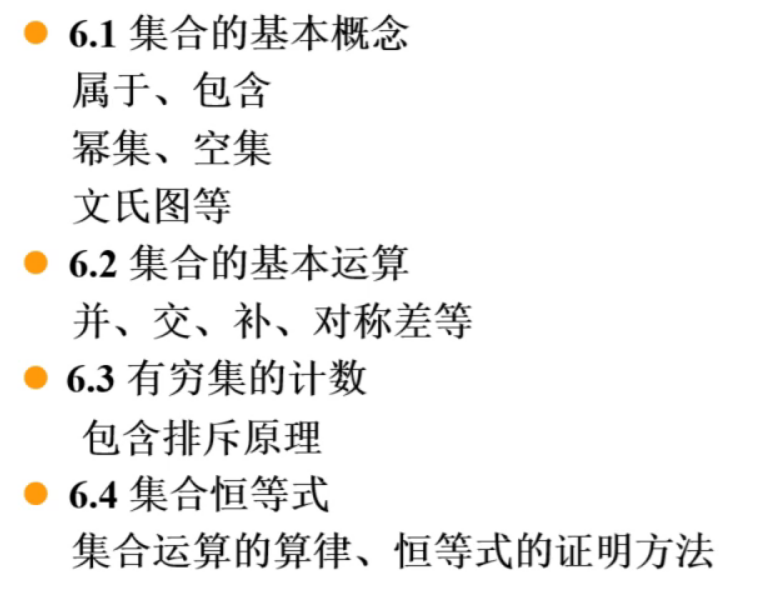 6.1 集合的基本概念
属于、包含
幂集、空集
文氏图等
6.2 集合的基本运算
并、交、补、对称差等
6.3 有穷集的计数
包含排斥原理
6.4 集合恒等式
集合运算的算律、恒等式的证明方法